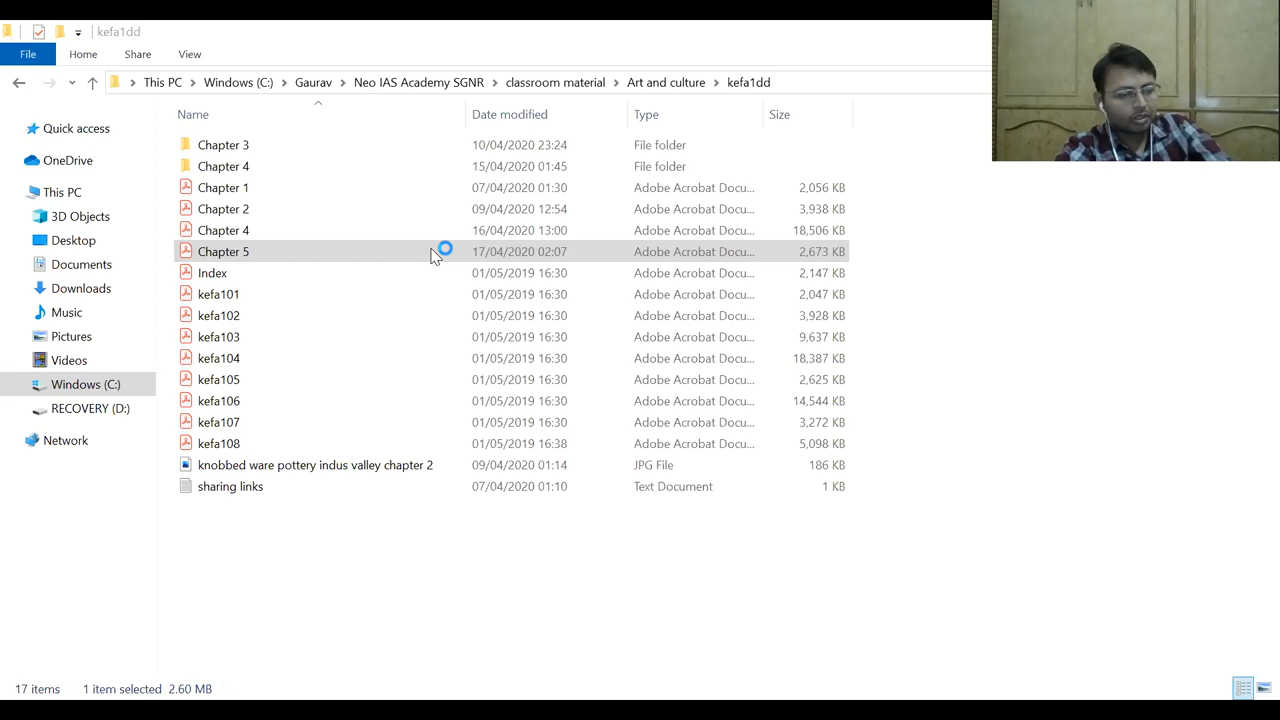 kefa1dd
File Home Share View
This PC Windows (C:) Gaurav Neo IAS Academy SGNR classroom material Art and culture kefa1dd
Name Date modified Type Size
Quick access
OneDrive
This PC
3D Objects
Desktop
Documents
Downloads
Music
Pictures
Videos
Windows (C:)
RECOVERY (D:)
Network
Chapter 3 10/04/2020 23:24 File folder
Chapter 4 15/04/2020 01:45 File folder
Chapter 1 07/04/2020 01:30 Adobe Acrobat Docu... 2,056 KB
Chapter 2 09/04/2020 12:54 Adobe Acrobat Docu... 3,938 KB
Chapter 4 16/04/2020 13:00 Adobe Acrobat Docu... 18,506 KB
Chapter 5 17/04/2020 02:07 Adobe Acrobat Docu... 2,673 KB
Index 01/05/2019 16:30 Adobe Acrobat Docu... 2,147 KB
kefa101 01/05/2019 16:30 Adobe Acrobat Docu... 2,047 KB
kefa102 01/05/2019 16:30 Adobe Acrobat Docu... 3,928 KB
kefa103 01/05/2019 16:30 Adobe Acrobat Docu... 9,637 KB
kefa104 01/05/2019 16:30 Adobe Acrobat Docu... 18,387 KB
kefa105 01/05/2019 16:30 Adobe Acrobat Docu... 2,625 KB
kefa106 01/05/2019 16:30 Adobe Acrobat Docu... 14,544 KB
kefa107 01/05/2019 16:30 Adobe Acrobat Docu... 3,272 KB
kefa108 01/05/2019 16:38 Adobe Acrobat Docu... 5,098 KB
knobbed ware pottery indus valley chapter 2 09/04/2020 01:14 JPG File 186 KB
sharing links 07/04/2020 01:10 Text Document 1 KB
17 items 1 item selected 2.60 MB